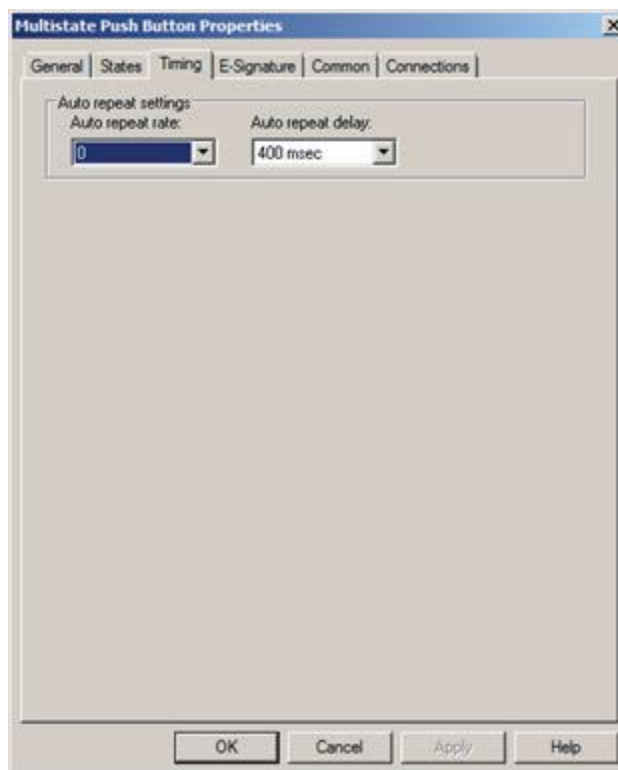 Multistate Push Button Properties
General States Timing E-Signature Common Connections
Auto repeat settings
Auto repeat rate: Auto repeat delay:
0 400 msec
OK Cancel Apply Help